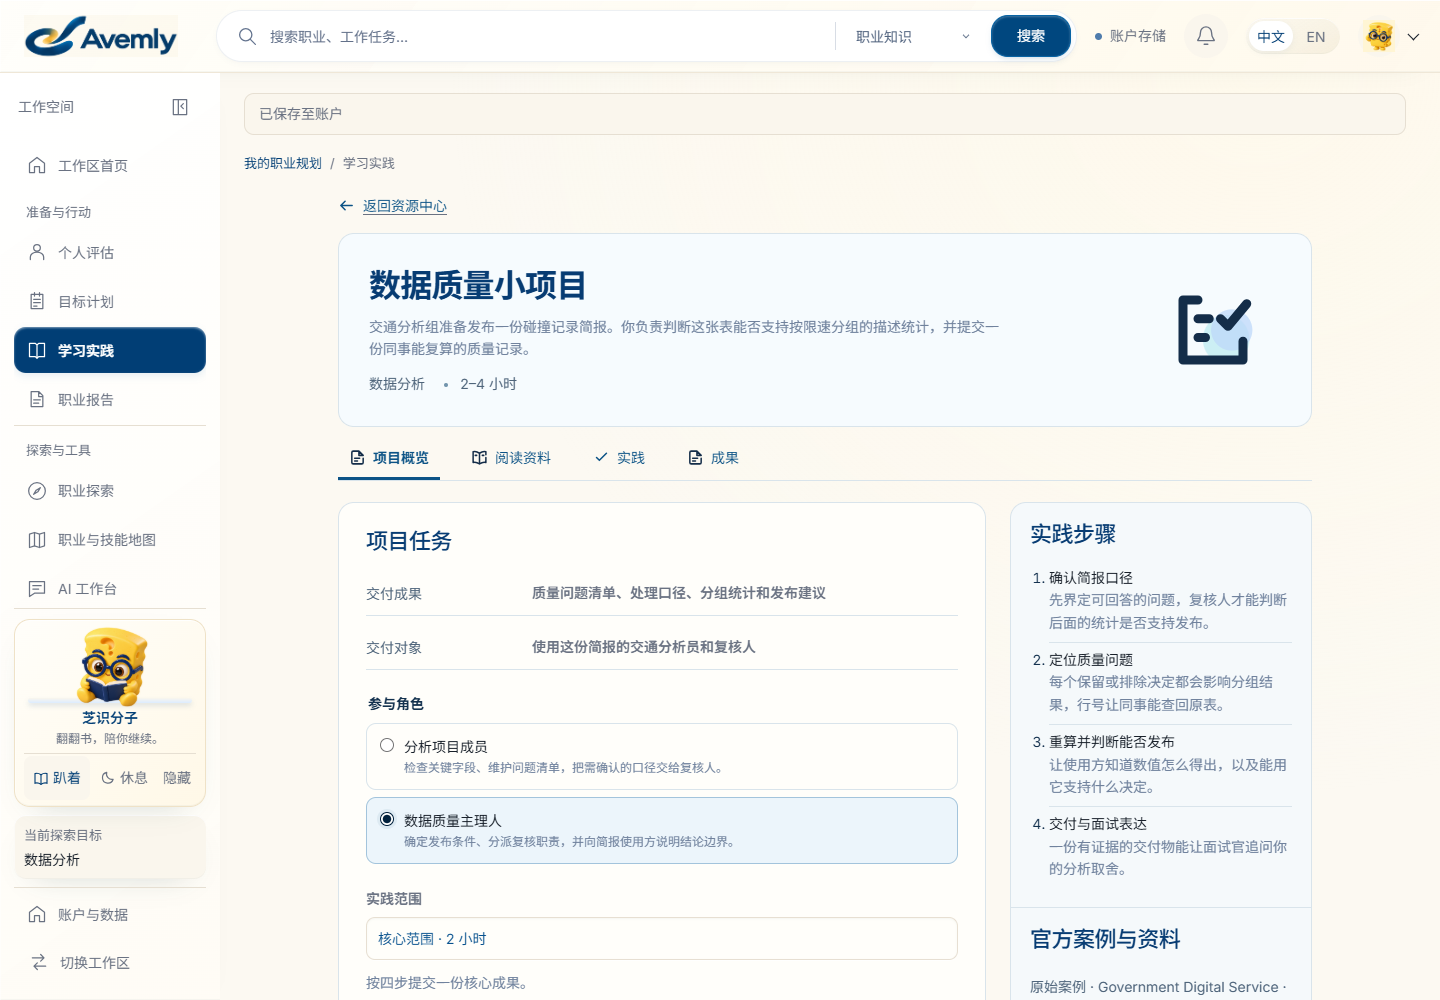 Avemly
搜索职业、工作任务...
职业知识
搜索
账户存储
中文
EN
工作空间
工作区首页
准备与行动
个人评估
目标计划
学习实践
职业报告
探索与工具
职业探索
职业与技能地图
AI 工作台
芝识分子
翻翻书，陪你继续。
趴着
休息
隐藏
当前探索目标
数据分析
账户与数据
切换工作区
已保存至账户
我的职业规划 / 学习实践
返回资源中心
数据质量小项目
交通分析组准备发布一份碰撞记录简报。你负责判断这张表能否支持按限速分组的描述统计，并提交一
份同事能复算的质量记录。
数据分析 • 2–4 小时
项目概览
阅读资料
实践
成果
项目任务
交付成果 质量问题清单、处理口径、分组统计和发布建议
交付对象 使用这份简报的交通分析员和复核人
参与角色
分析项目成员
检查关键字段、维护问题清单，把需确认的口径交给复核人。
数据质量主理人
确定发布条件、分派复核职责，并向简报使用方说明结论边界。
实践范围
核心范围 · 2 小时
按四步提交一份核心成果。
实践步骤
1. 确认简报口径
先界定可回答的问题，复核人才能判断
后面的统计是否支持发布。
2. 定位质量问题
每个保留或排除决定都会影响分组结
果，行号让同事能查回原表。
3. 重算并判断能否发布
让使用方知道数值怎么得出，以及能用
它支持什么决定。
4. 交付与面试表达
一份有证据的交付物能让面试官追问你
的分析取舍。
官方案例与资料
原始案例 · Government Digital Service ·